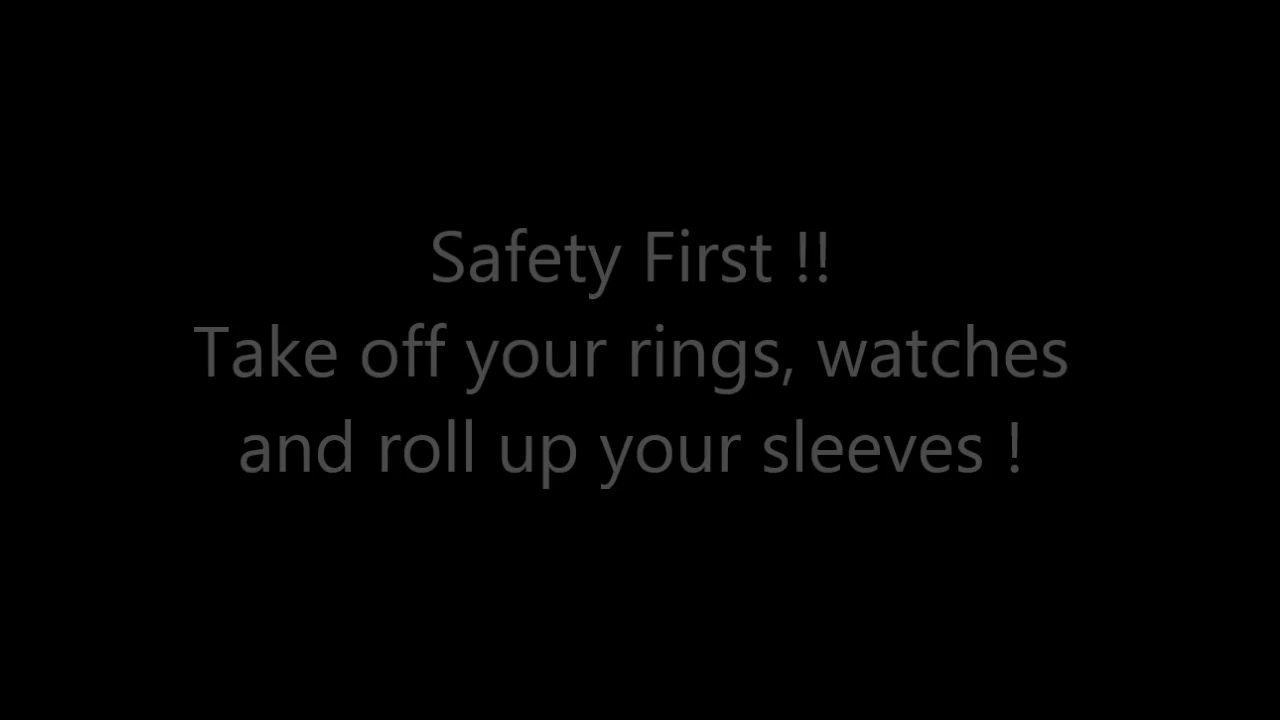 Safety First !!
Take off your rings, watches
and roll up your sleeves !